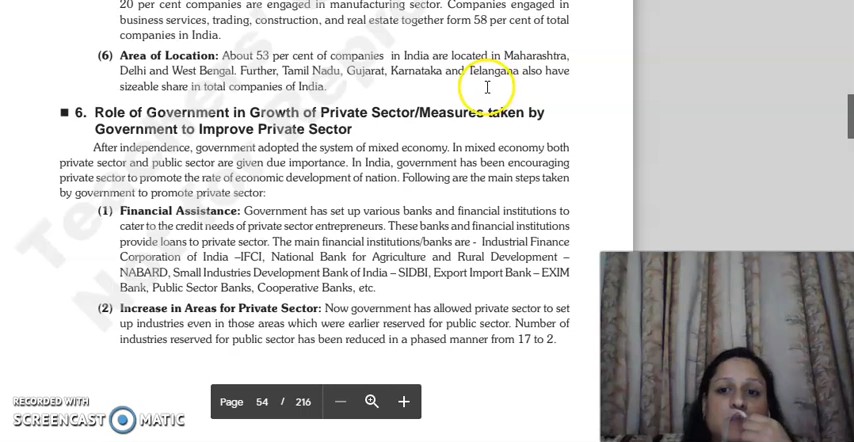 20 per cent companies are engaged in manufacturing sector. Companies engaged in
business services, trading, construction, and real estate together form 58 per cent of total
companies in India.
(6) Area of Location: About 53 per cent of companies in India are located in Maharashtra,
Delhi and West Bengal. Further, Tamil Nadu, Gujarat, Karnataka and Telangana also have
sizeable share in total companies of India.
■ 6. Role of Government in Growth of Private Sector/Measures taken by
Government to Improve Private Sector
After independence, government adopted the system of mixed economy. In mixed economy both
private sector and public sector are given due importance. In India, government has been encouraging
private sector to promote the rate of economic development of nation. Following are the main steps taken
by government to promote private sector:
(1) Financial Assistance: Government has set up various banks and financial institutions to
cater to the credit needs of private sector entrepreneurs. These banks and financial institutions
provide loans to private sector. The main financial institutions/banks are - Industrial Finance
Corporation of India –IFCI, National Bank for Agriculture and Rural Development –
NABARD, Small Industries Development Bank of India – SIDBI, Export Import Bank – EXIM
Bank, Public Sector Banks, Cooperative Banks, etc.
(2) Increase in Areas for Private Sector: Now government has allowed private sector to set
up industries even in those areas which were earlier reserved for public sector. Number of
industries reserved for public sector has been reduced in a phased manner from 17 to 2.
Page 54 / 216
RECORDED WITH
SCREENCAST MATIC